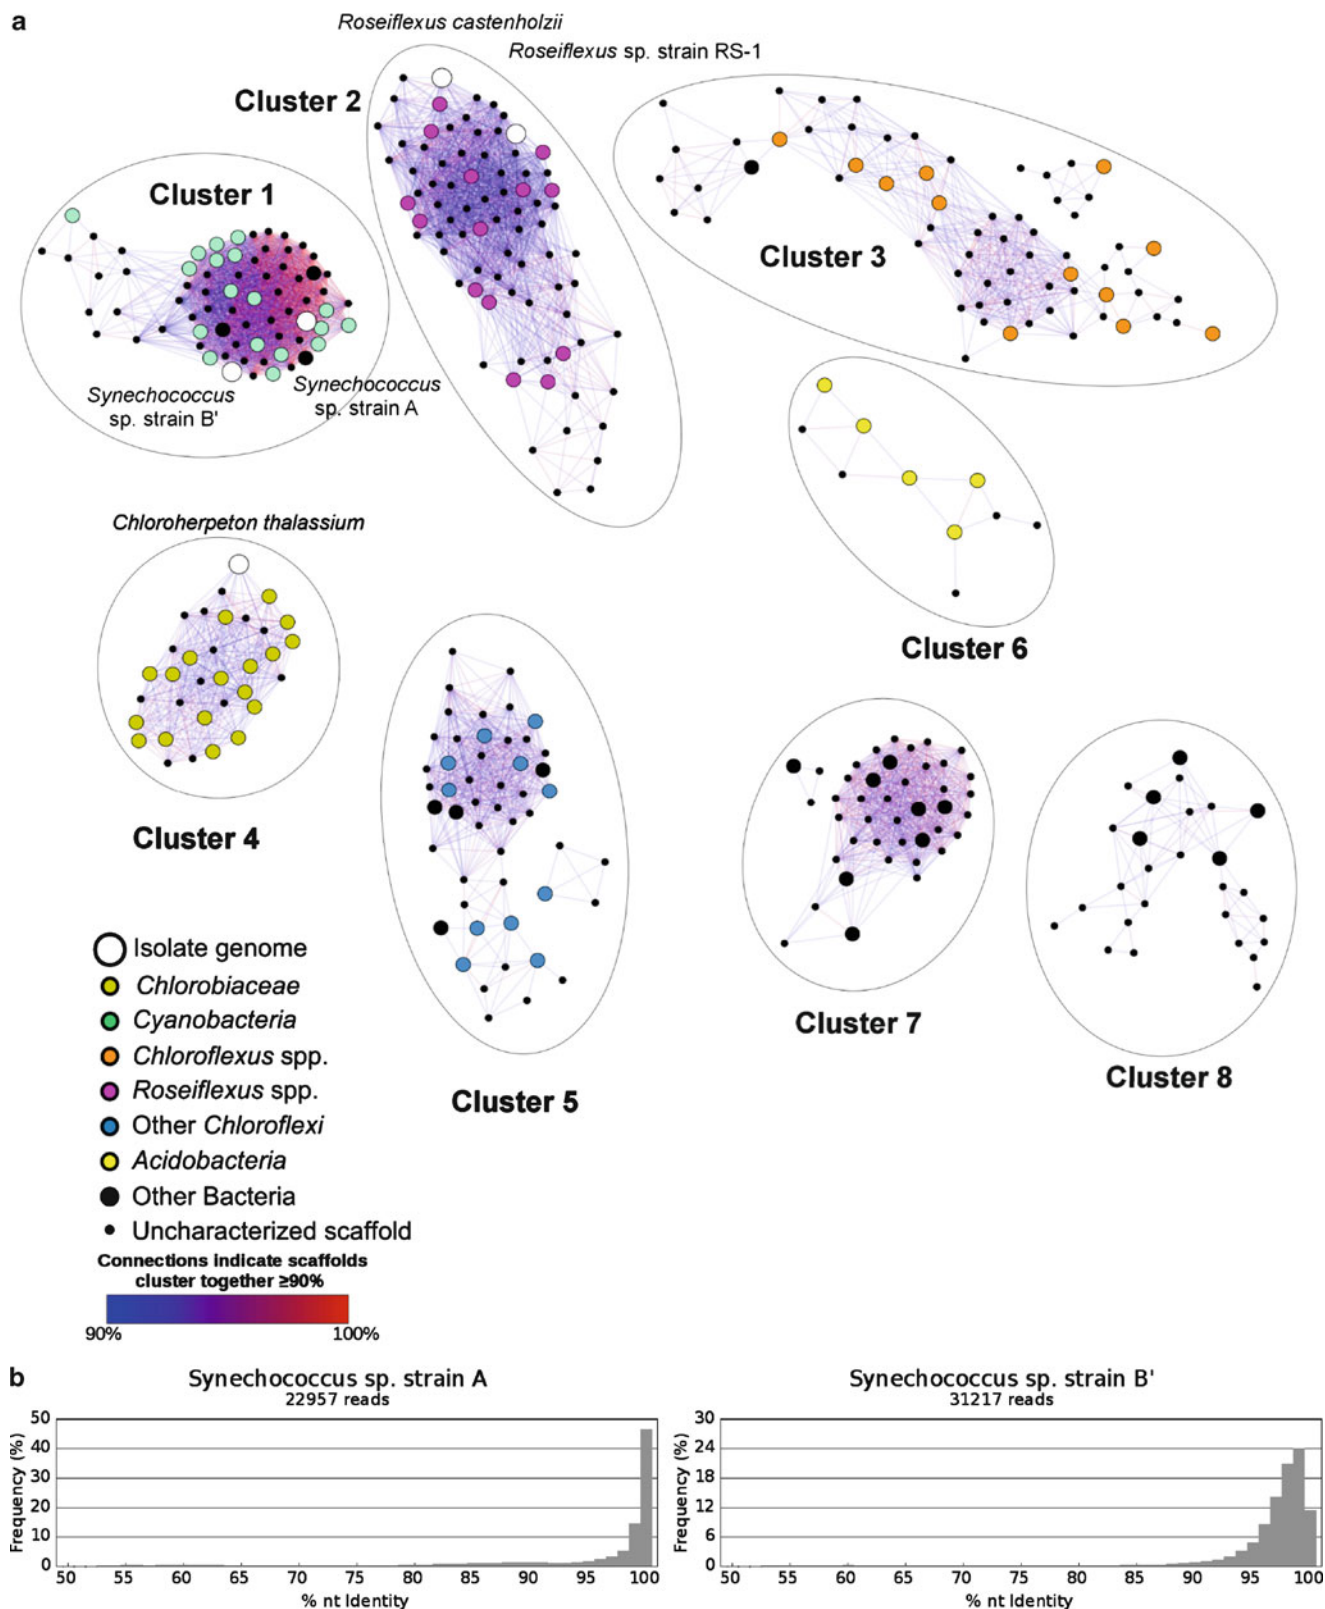 a
Roseiflexus castenholzii
Roseiflexus sp. strain RS-1
Cluster 2
Cluster 1
Cluster 3
Synechococcus
sp. strain B'
Synechococcus
sp. strain A
Chloroherpeton thalassium
Cluster 6
Cluster 4
Cluster 7
Cluster 8
Cluster 5
Isolate genome
Chlorobiaceae
Cyanobacteria
Chloroflexus spp.
Roseiflexus spp.
Other Chloroflexi
Acidobacteria
Other Bacteria
Uncharacterized scaffold
Connections indicate scaffolds
cluster together ≥90%
90% 100%
b
Synechococcus sp. strain A
22957 reads
Frequency (%)
50
40
30
20
10
0
50 55 60 65 70 75 80 85 90 95 100
% nt Identity
Synechococcus sp. strain B'
31217 reads
Frequency (%)
30
24
18
12
6
0
50 55 60 65 70 75 80 85 90 95 100
% nt Identity